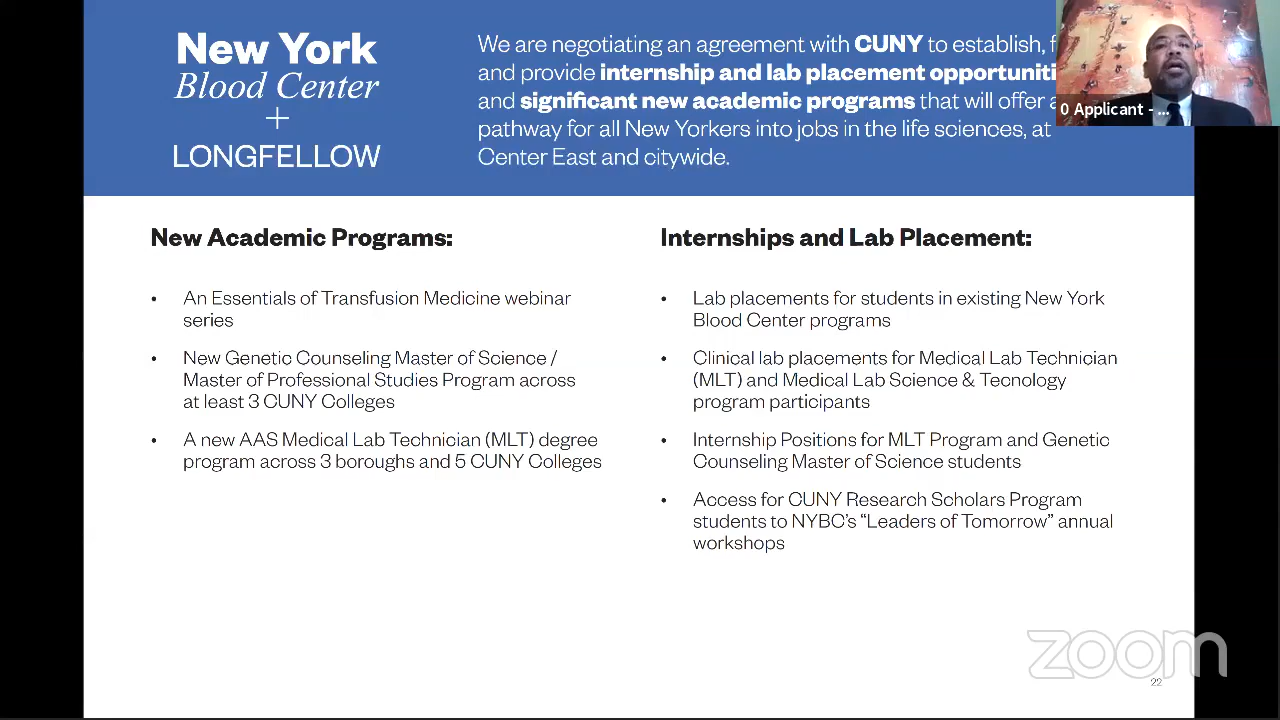 New York
Blood Center
+
LONGFELLOW
We are negotiating an agreement with CUNY to establish,
and provide internship and lab placement
and significant new academic programs that will offer
pathway for all New Yorkers into jobs in the life sciences, at
Center East and citywide.
0 Applicant - ...
New Academic Programs:
• An Essentials of Transfusion Medicine webinar
series
• New Genetic Counseling Master of Science /
Master of Professional Studies Program across
at least 3 CUNY Colleges
• A new AAS Medical Lab Technician (MLT) degree
program across 3 boroughs and 5 CUNY Colleges
Internships and Lab Placement:
• Lab placements for students in existing New York
Blood Center programs
• Clinical lab placements for Medical Lab Technician
(MLT) and Medical Lab Science & Tecnology
program participants
• Internship Positions for MLT Program and Genetic
Counseling Master of Science students
• Access for CUNY Research Scholars Program
students to NYBC's “Leaders of Tomorrow” annual
workshops
zoom
22